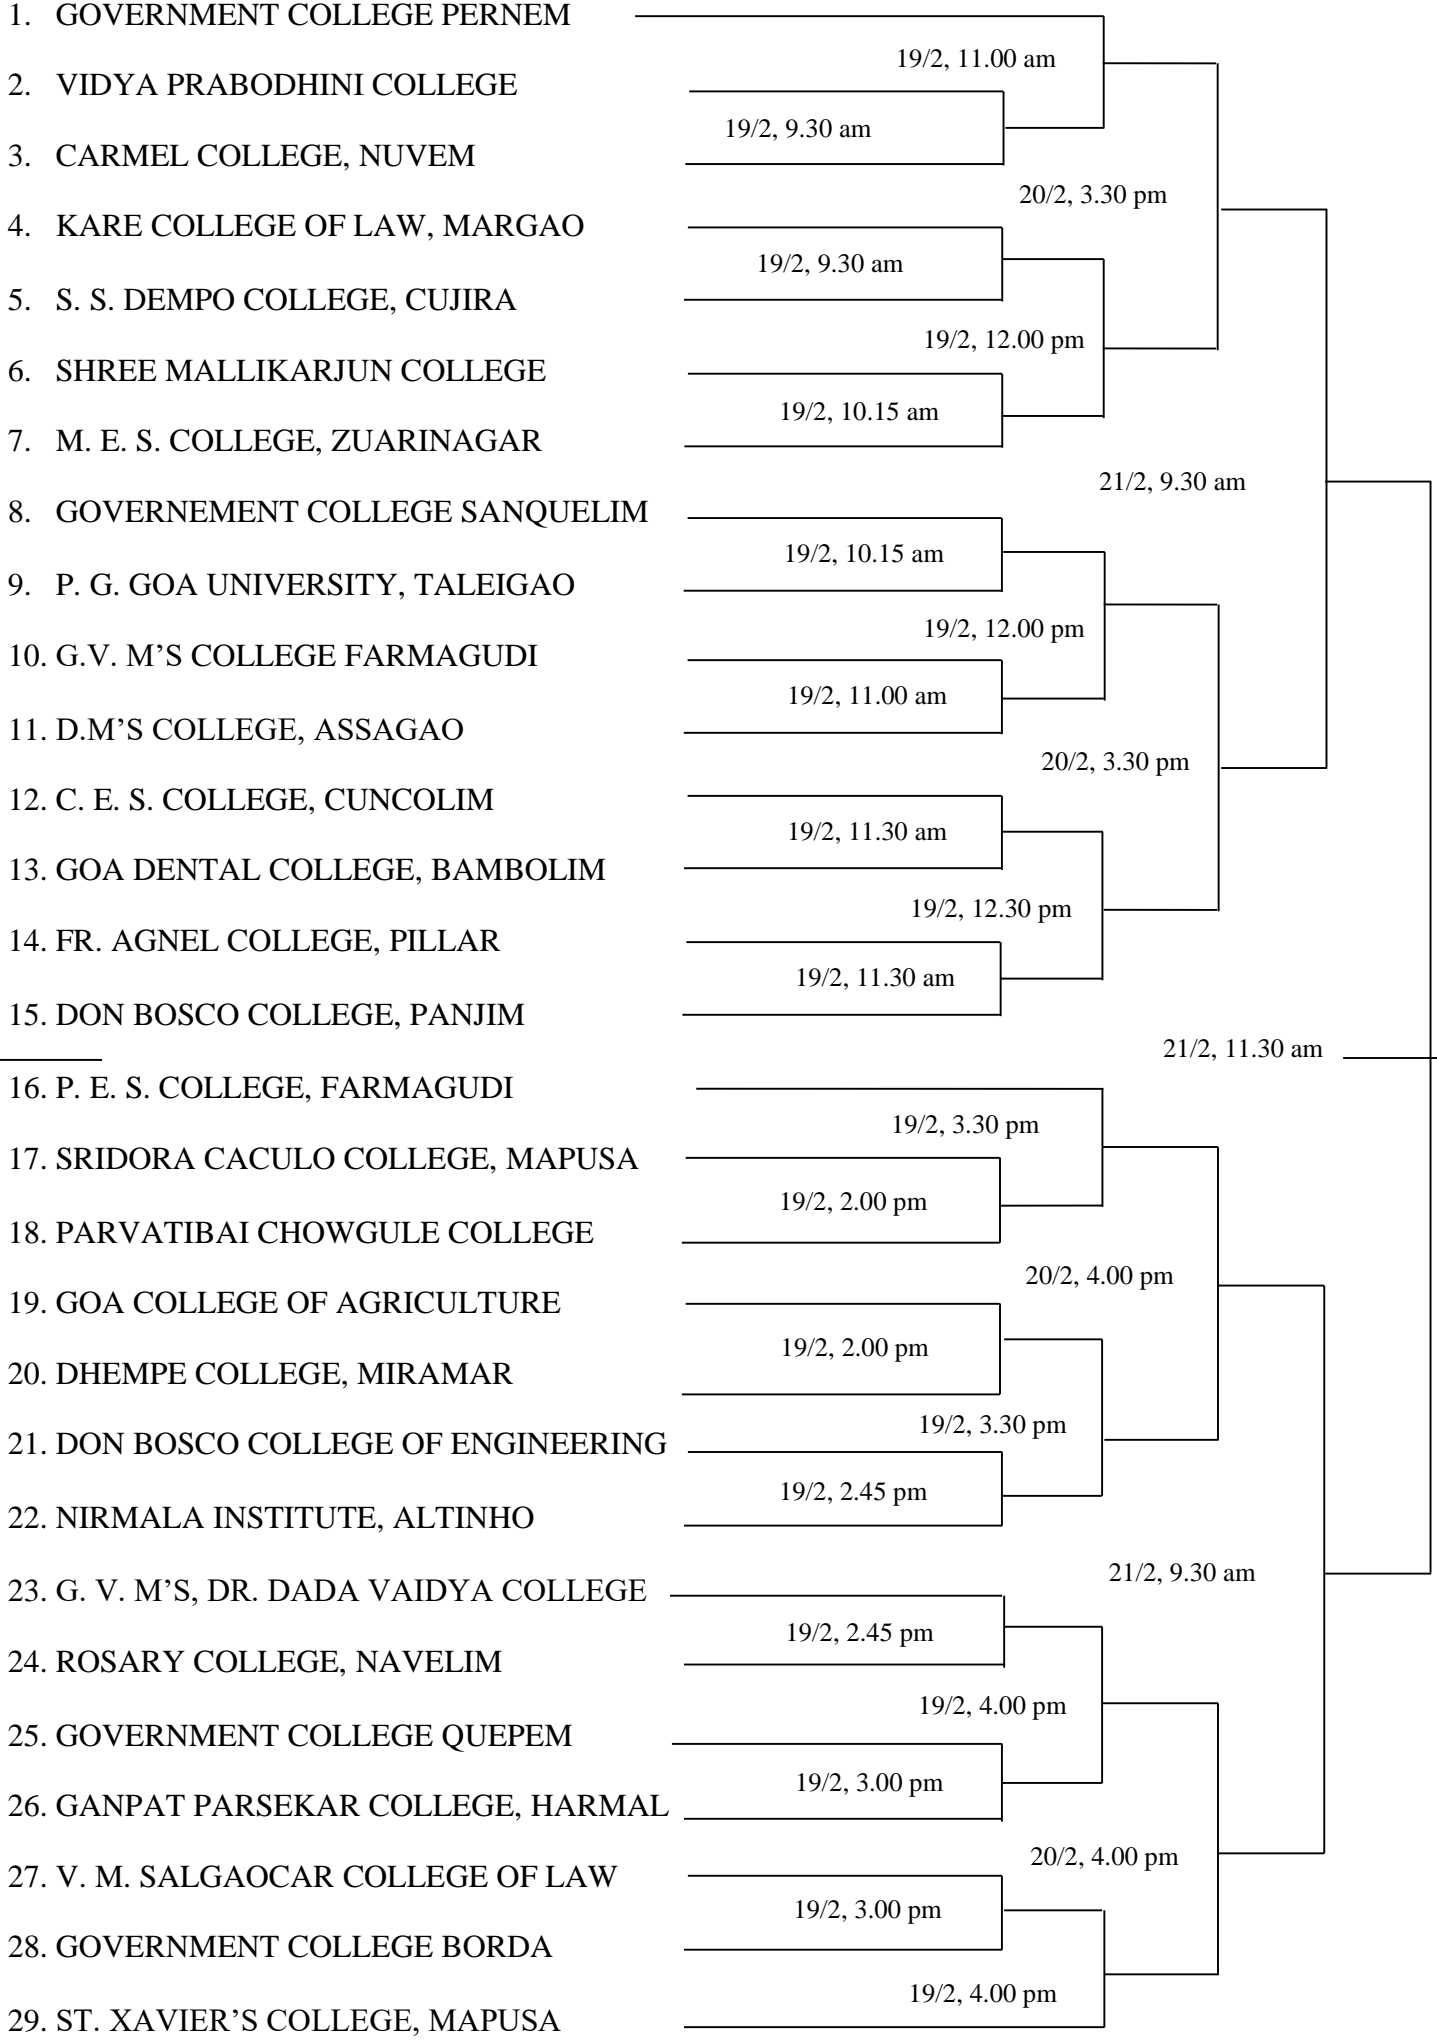 1. GOVERNMENT COLLEGE PERNEM
19/2, 11.00 am
2. VIDYA PRABODHINI COLLEGE
19/2, 9.30 am
3. CARMEL COLLEGE, NUVEM
20/2, 3.30 pm
4. KARE COLLEGE OF LAW, MARGAO
19/2, 9.30 am
5. S. S. DEMPO COLLEGE, CUJIRA
19/2, 12.00 pm
6. SHREE MALLIKARJUN COLLEGE
19/2, 10.15 am
7. M. E. S. COLLEGE, ZUARINAGAR
21/2, 9.30 am
8. GOVERNEMENT COLLEGE SANQUELIM
19/2, 10.15 am
9. P. G. GOA UNIVERSITY, TALEIGAO
19/2, 12.00 pm
10. G.V. M’S COLLEGE FARMAGUDI
19/2, 11.00 am
11. D.M’S COLLEGE, ASSAGAO
20/2, 3.30 pm
12. C. E. S. COLLEGE, CUNCOLIM
19/2, 11.30 am
13. GOA DENTAL COLLEGE, BAMBOLIM
19/2, 12.30 pm
14. FR. AGNEL COLLEGE, PILLAR
19/2, 11.30 am
15. DON BOSCO COLLEGE, PANJIM
21/2, 11.30 am
16. P. E. S. COLLEGE, FARMAGUDI
19/2, 3.30 pm
17. SRIDORA CACULO COLLEGE, MAPUSA
19/2, 2.00 pm
18. PARVATIBAI CHOWGULE COLLEGE
20/2, 4.00 pm
19. GOA COLLEGE OF AGRICULTURE
19/2, 2.00 pm
20. DHEMPE COLLEGE, MIRAMAR
19/2, 3.30 pm
21. DON BOSCO COLLEGE OF ENGINEERING
19/2, 2.45 pm
22. NIRMALA INSTITUTE, ALTINHO
21/2, 9.30 am
23. G. V. M’S, DR. DADA VAIDYA COLLEGE
19/2, 2.45 pm
24. ROSARY COLLEGE, NAVELIM
19/2, 4.00 pm
25. GOVERNMENT COLLEGE QUEPEM
19/2, 3.00 pm
26. GANPAT PARSEKAR COLLEGE, HARMAL
20/2, 4.00 pm
27. V. M. SALGAOCAR COLLEGE OF LAW
19/2, 3.00 pm
28. GOVERNMENT COLLEGE BORDA
19/2, 4.00 pm
29. ST. XAVIER’S COLLEGE, MAPUSA